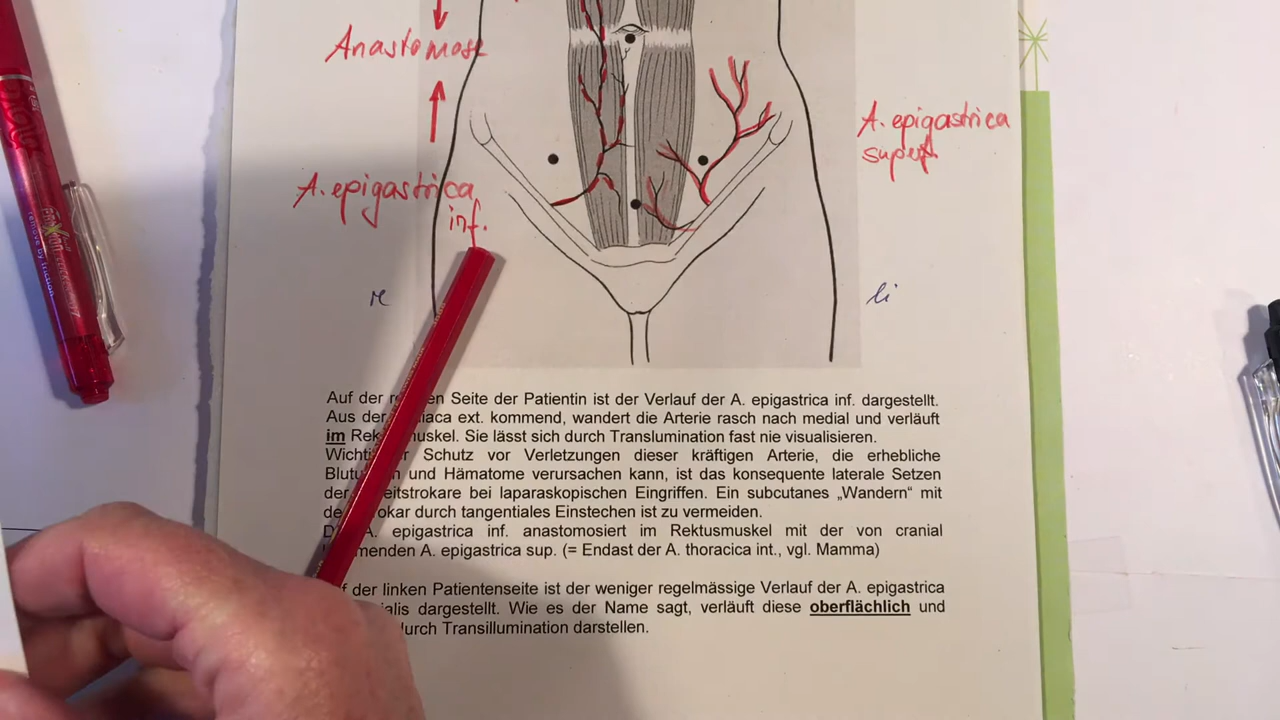 Anastomose
A. epigastrica
superf.
A. epigastrica
inf.
re
li
Auf der en Seite der Patientin ist der Verlauf der A. epigastrica inf. dargestellt.
Aus der iaca ext. kommend, wandert die Arterie rasch nach medial und verläuft
im Rek muskel. Sie lässt sich durch Translumination fast nie visualisieren.
Wichti r Schutz vor Verletzungen dieser kräftigen Arterie, die erhebliche
Blutu n und Hämatome verursachen kann, ist das konsequente laterale Setzen
der eitstrokare bei laparaskopischen Eingriffen. Ein subcutanes „Wandern“ mit
de okar durch tangentiales Einstechen ist zu vermeiden.
D A. epigastrica inf. anastomosiert im Rektusmuskel mit der von cranial
menden A. epigastrica sup. (= Endast der A. thoracica int., vgl. Mamma)
f der linken Patientenseite ist der weniger regelmässige Verlauf der A. epigastrica
ialis dargestellt. Wie es der Name sagt, verläuft diese oberflächlich und
durch Transillumination darstellen.
remove by friction